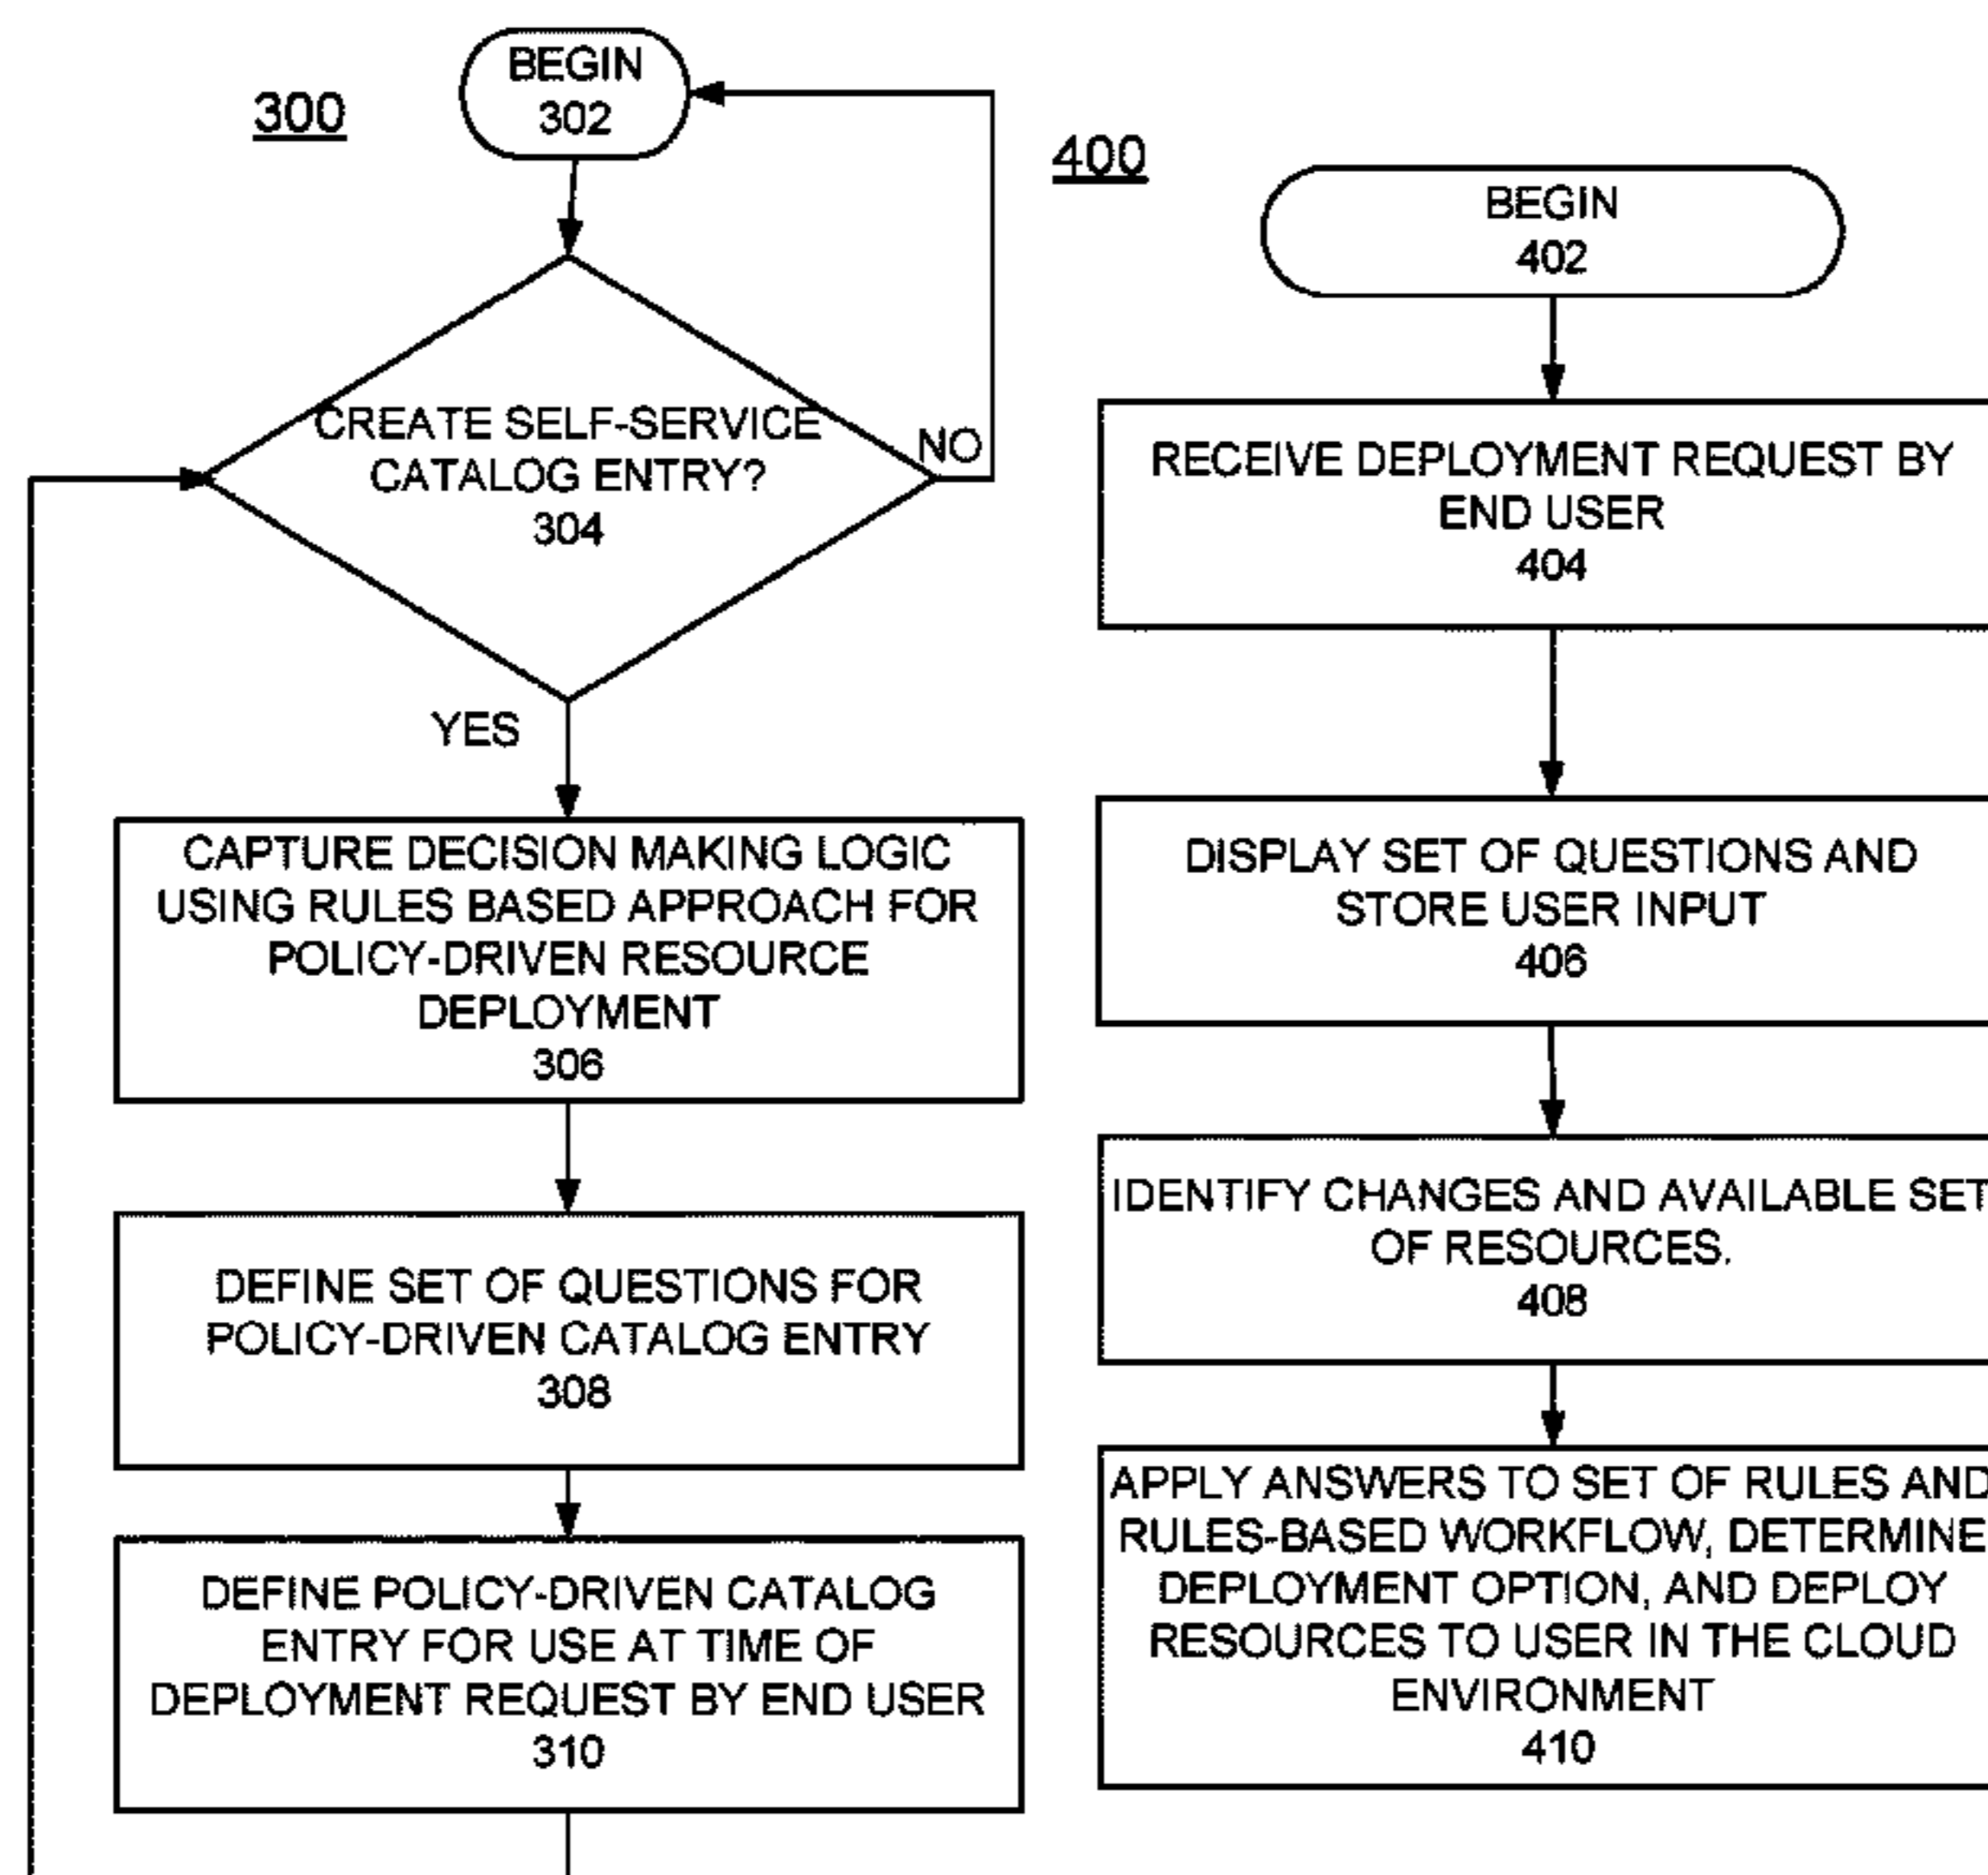 300
BEGIN
302
CREATE SELF-SERVICE
CATALOG ENTRY?
304
NO
YES
CAPTURE DECISION MAKING LOGIC
USING RULES BASED APPROACH FOR
POLICY-DRIVEN RESOURCE
DEPLOYMENT
306
DEFINE SET OF QUESTIONS FOR
POLICY-DRIVEN CATALOG ENTRY
308
DEFINE POLICY-DRIVEN CATALOG
ENTRY FOR USE AT TIME OF
DEPLOYMENT REQUEST BY END USER
310
400
BEGIN
402
RECEIVE DEPLOYMENT REQUEST BY
END USER
404
DISPLAY SET OF QUESTIONS AND
STORE USER INPUT
406
IDENTIFY CHANGES AND AVAILABLE SET
OF RESOURCES.
408
APPLY ANSWERS TO SET OF RULES AND
RULES-BASED WORKFLOW, DETERMINE
DEPLOYMENT OPTION, AND DEPLOY
RESOURCES TO USER IN THE CLOUD
ENVIRONMENT
410